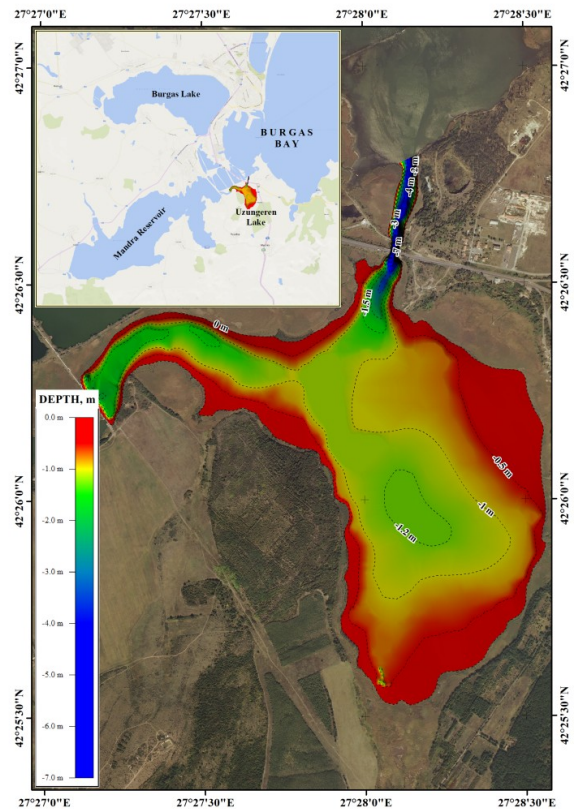 27°27'0"E
27°27'30"E
27°28'0"E
27°28'30"E
42°27'0"N
42°27'0"N
Burgas Lake
BURGAS
BAY
Uzungeren
Lake
Mandra Reservoir
-3 m
-4 m
-3 m
-2 m
42°26'30"N
42°26'30"N
-1.5 m
0 m
DEPTH, m
0.0 m
-1.0 m
-2.0 m
-3.0 m
-4.0 m
-5.0 m
-6.0 m
-7.0 m
-0.5 m
-1 m
-1.2 m
42°26'0"N
42°26'0"N
42°25'30"N
42°25'30"N
27°27'0"E
27°27'30"E
27°28'0"E
27°28'30"E